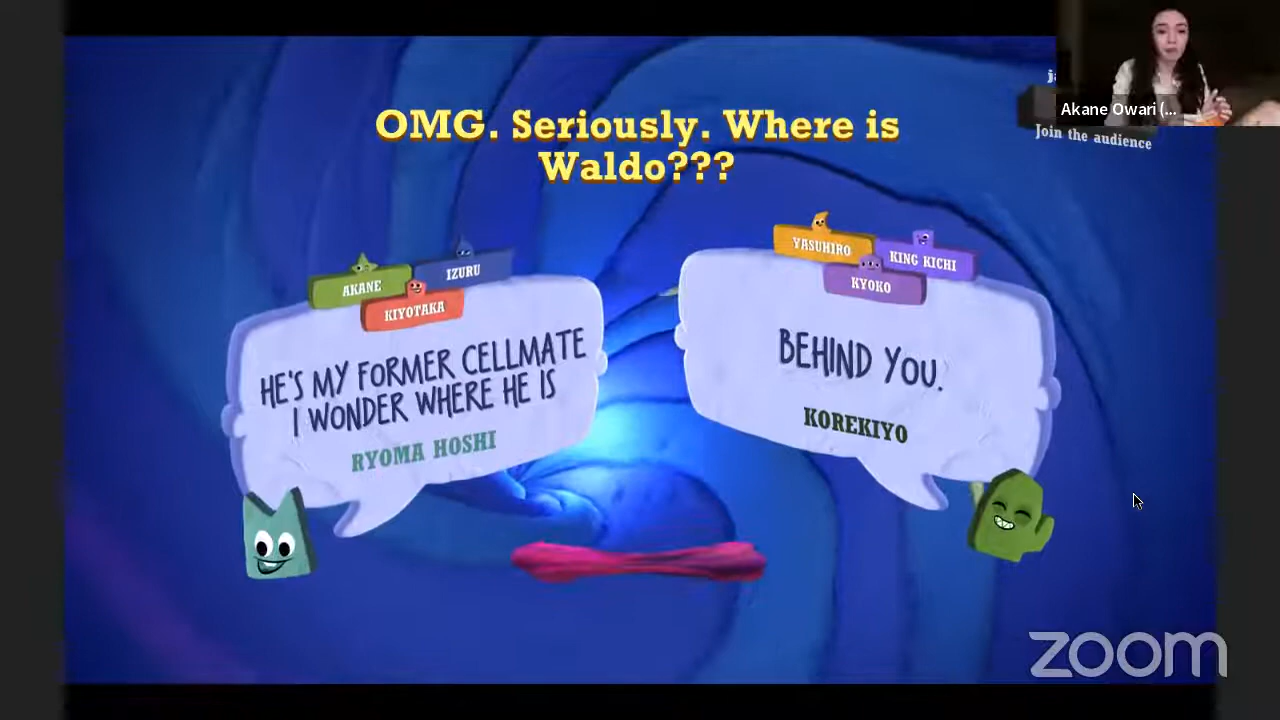 OMG. Seriously. Where is
Waldo???
ja
Akane Owari (...
Join the audience
AKANE
IZURU
KIYOTAKA
HE'S MY FORMER CELLMATE
I WONDER WHERE HE IS
RYOMA HOSHI
YASUHIRO
KING KICHI
KYOKO
BEHIND YOU.
KOREKIYO
zoom